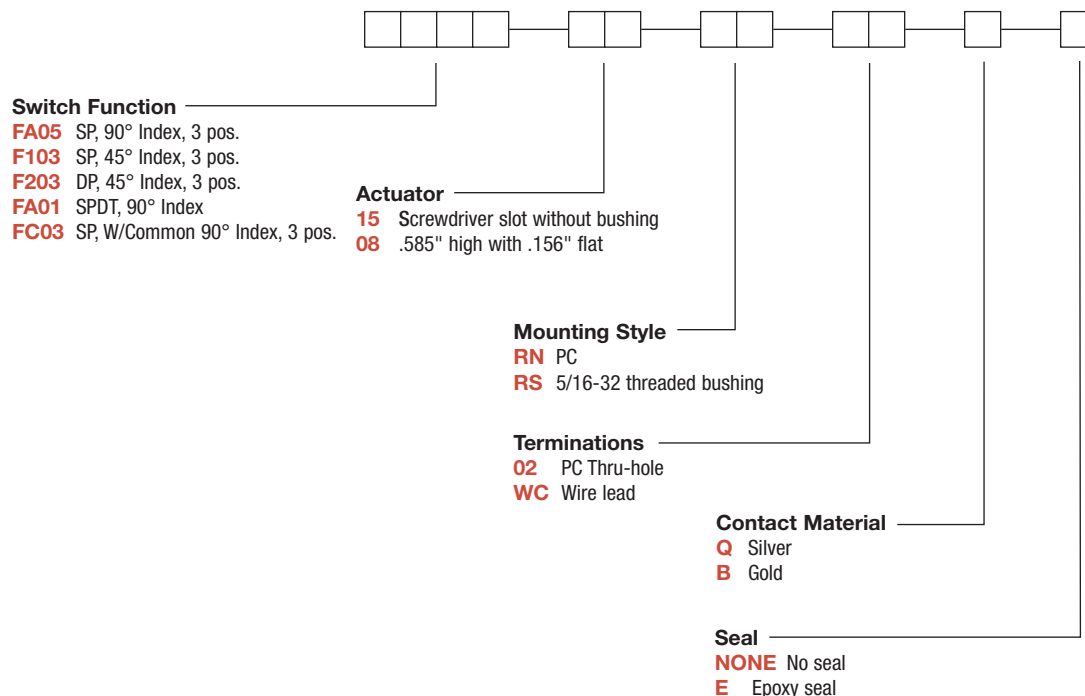 Switch Function
FA05 SP, 90° Index, 3 pos.
F103 SP, 45° Index, 3 pos.
F203 DP, 45° Index, 3 pos.
FA01 SPDT, 90° Index
FC03 SP, W/Common 90° Index, 3 pos.
Actuator
15 Screwdriver slot without bushing
08 .585" high with .156" flat
Mounting Style
RN PC
RS 5/16-32 threaded bushing
Terminations
02 PC Thru-hole
WC Wire lead
Contact Material
Q Silver
B Gold
Seal
NONE No seal
E Epoxy seal